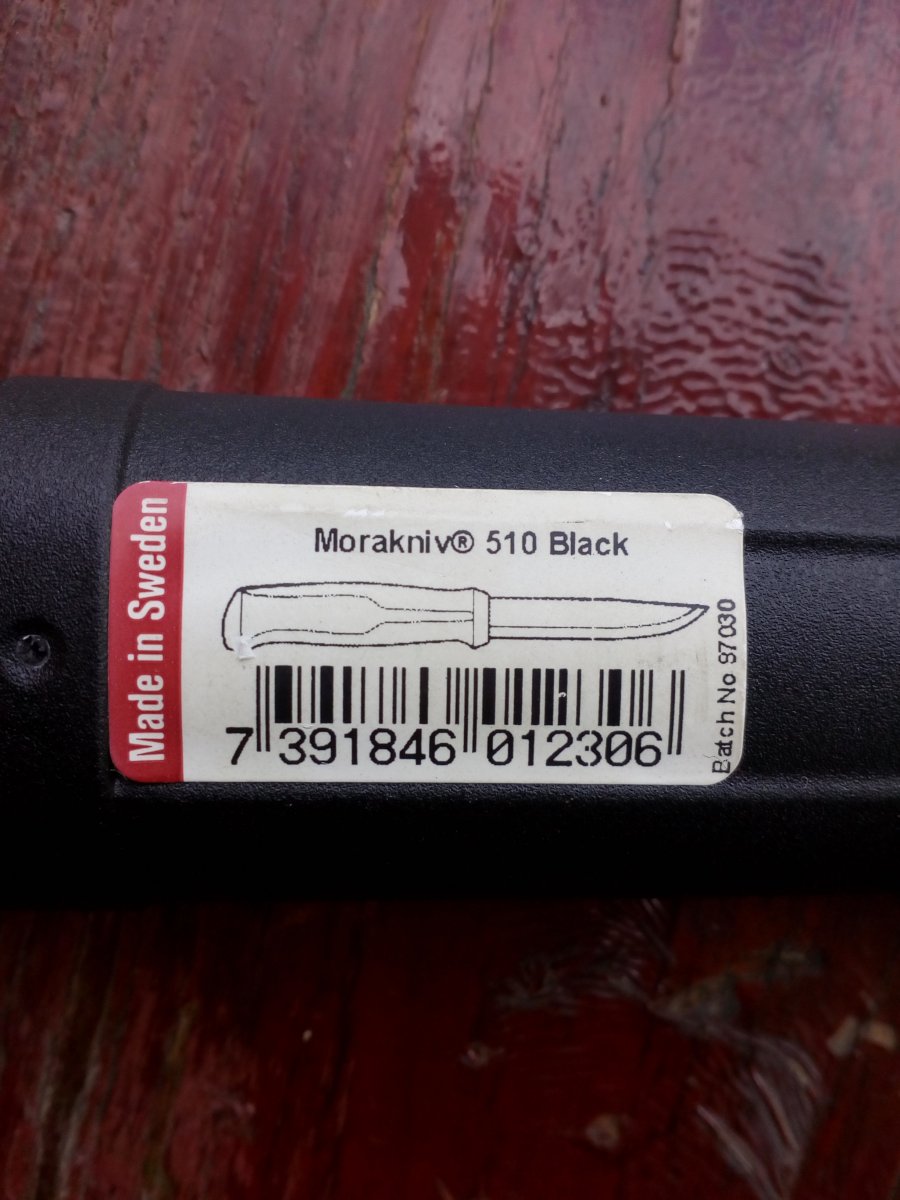 Made in Sweden
Morakniv® 510 Black
7 391846 012306
Batch No 97030